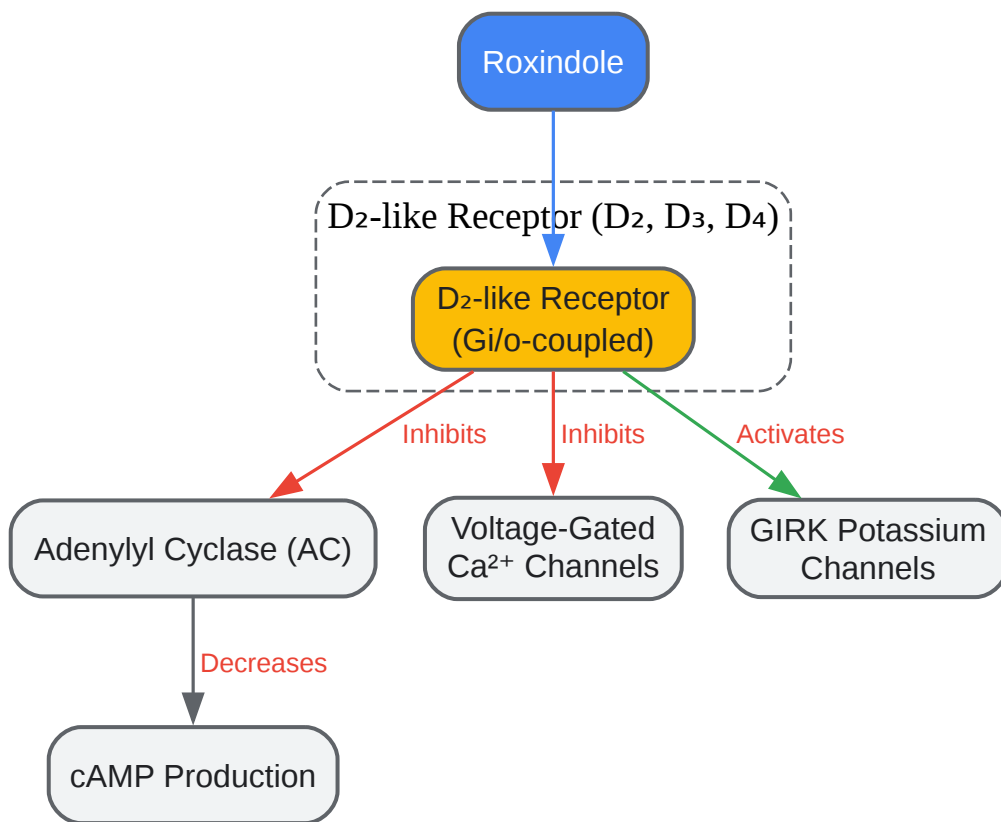 Roxindole
D₂-like Receptor (D₂, D₃, D₄)
D₂-like Receptor
(Gi/o-coupled)
Inhibits
Inhibits
Activates
Adenylyl Cyclase (AC)
Voltage-Gated
Ca²⁺ Channels
GIRK Potassium
Channels
Decreases
cAMP Production